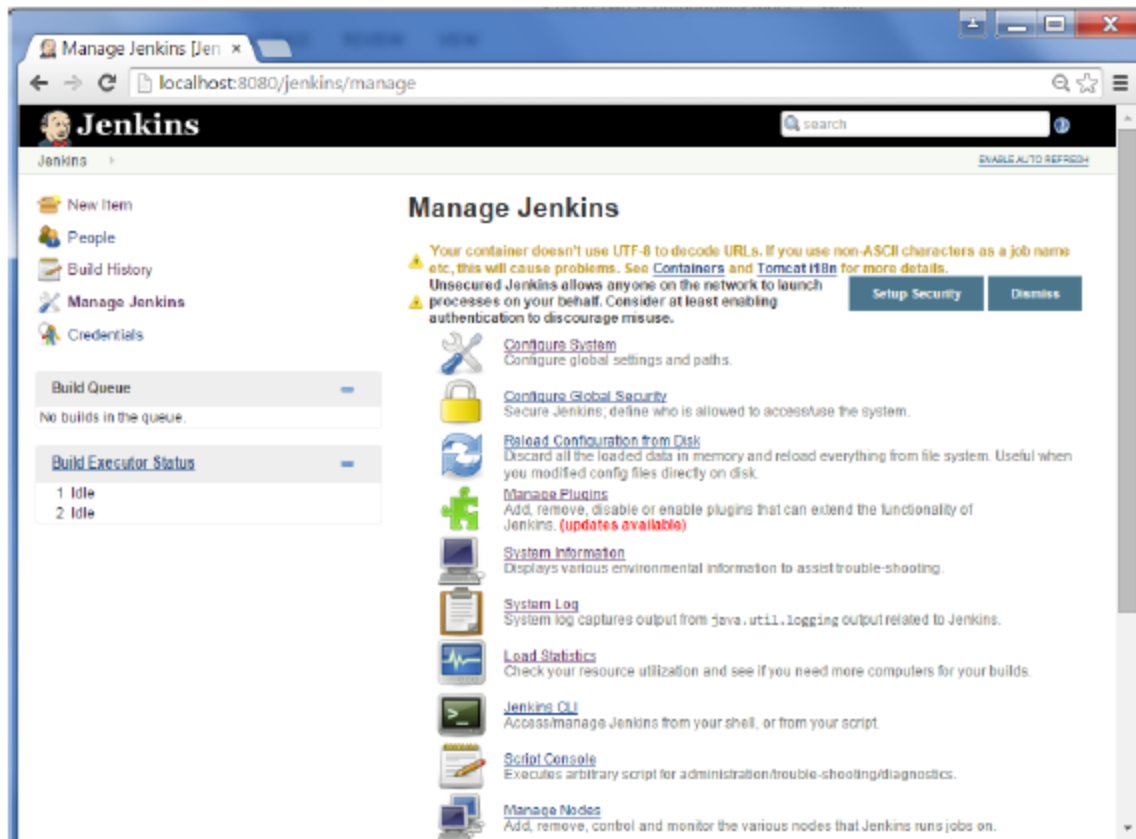 Manage Jenkins [Jen
localhost:8080/jenkins/manage
Jenkins
search
Jenkins
ENABLE AUTO REFRESH
New Item
People
Build History
Manage Jenkins
Credentials
Build Queue
No builds in the queue.
Build Executor Status
1 Idle
2 Idle
Manage Jenkins
Your container doesn't use UTF-8 to decode URLs. If you use non-ASCII characters as a job name
etc, this will cause problems. See Containers and Tomcat i18n for more details.
Unsecured Jenkins allows anyone on the network to launch
processes on your behalf. Consider at least enabling
authentication to discourage misuse.
Setup Security
Dismiss
Configure System
Configure global settings and paths.
Configure Global Security
Secure Jenkins; define who is allowed to access/use the system.
Reload Configuration from Disk
Discard all the loaded data in memory and reload everything from file system. Useful when
you modified config files directly on disk.
Manage Plugins
Add, remove, disable or enable plugins that can extend the functionality of
Jenkins. (updates available)
System Information
Displays various environmental information to assist trouble-shooting.
System Log
System log captures output from java.util.logging output related to Jenkins.
Load Statistics
Check your resource utilization and see if you need more computers for your builds.
Jenkins CLI
Access/manage Jenkins from your shell, or from your script.
Script Console
Executes arbitrary script for administration/trouble-shooting/diagnostics.
Manage Nodes
Add, remove, control and monitor the various nodes that Jenkins runs jobs on.